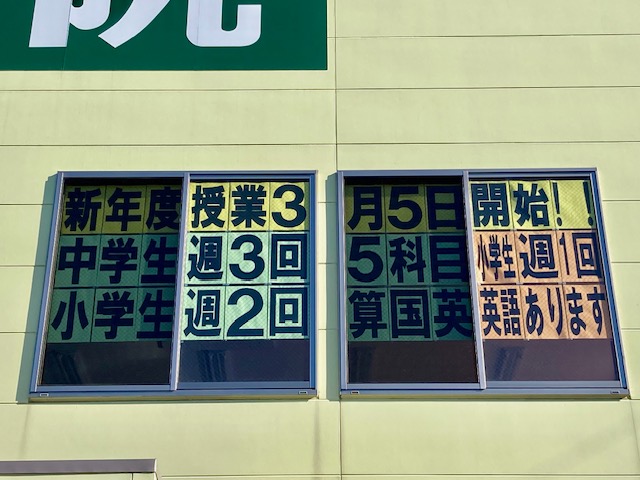 院
新年度授業3月5日開始!!
中学生週3回5科目
小学生週2回算国英
小学生週1回
英語あります